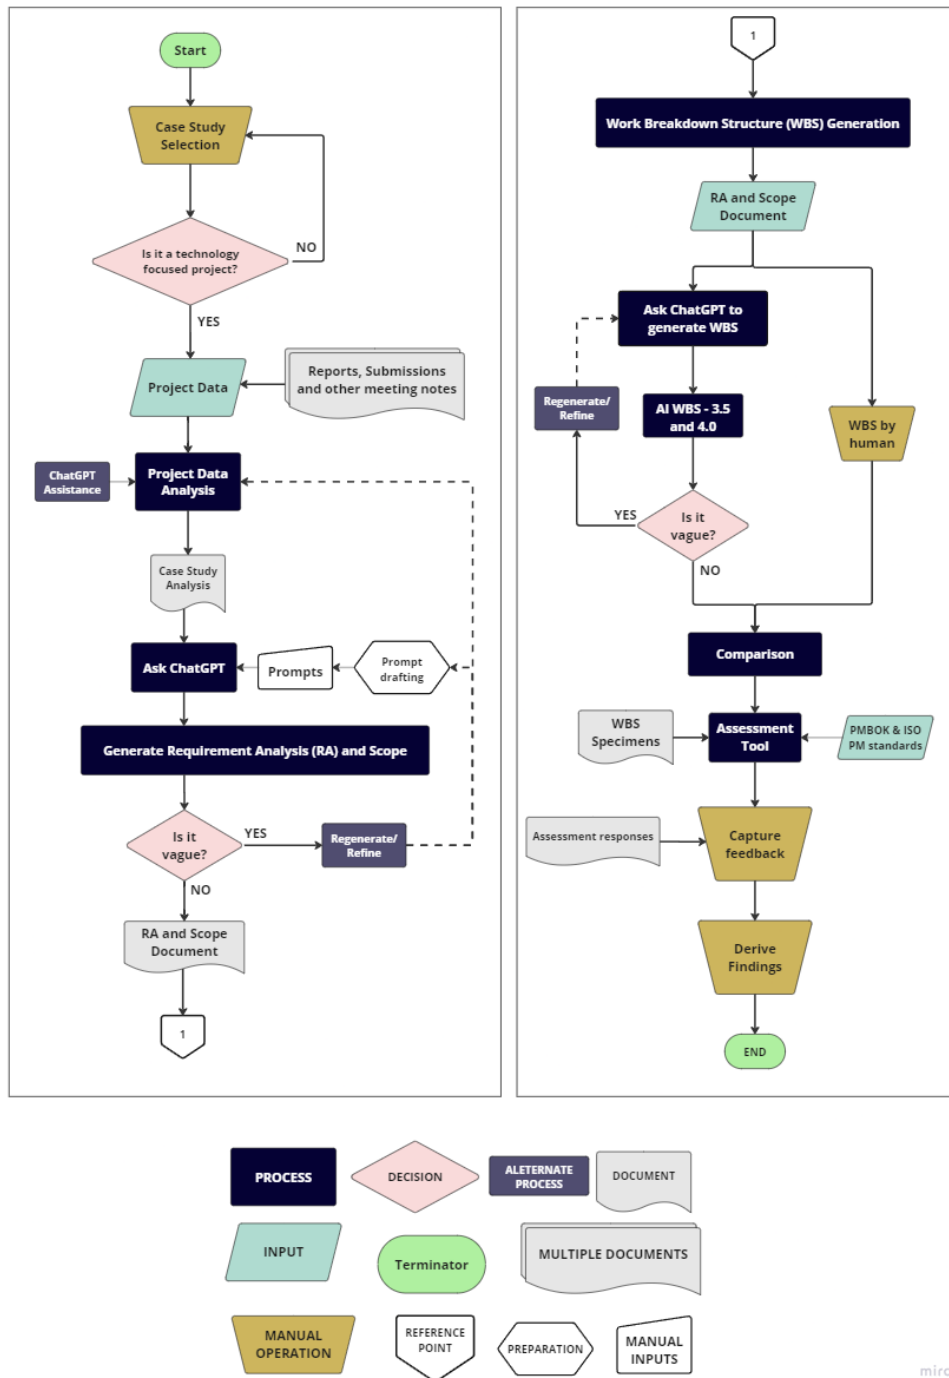 Start
Case Study
Selection
Is it a technology
focused project?
NO
YES
Project Data
Reports, Submissions
and other meeting notes
ChatGPT
Assistance
Project Data
Analysis
Case Study
Analysis
Ask ChatGPT
Prompts
Prompt
drafting
Generate Requirement Analysis (RA) and Scope
Is it
vague?
YES
Regenerate/
Refine
NO
RA and Scope
Document
1
1
Work Breakdown Structure (WBS) Generation
RA and Scope
Document
Ask ChatGPT to
generate WBS
Regenerate/
Refine
AI WBS - 3.5
and 4.0
WBS by
human
YES
Is it
vague?
NO
Comparison
WBS
Specimens
Assessment
Tool
PMBOK & ISO
PM standards
Assessment responses
Capture
feedback
Derive
Findings
END
PROCESS
DECISION
ALETERNATE
PROCESS
DOCUMENT
INPUT
Terminator
MULTIPLE DOCUMENTS
MANUAL
OPERATION
REFERENCE
POINT
PREPARATION
MANUAL
INPUTS